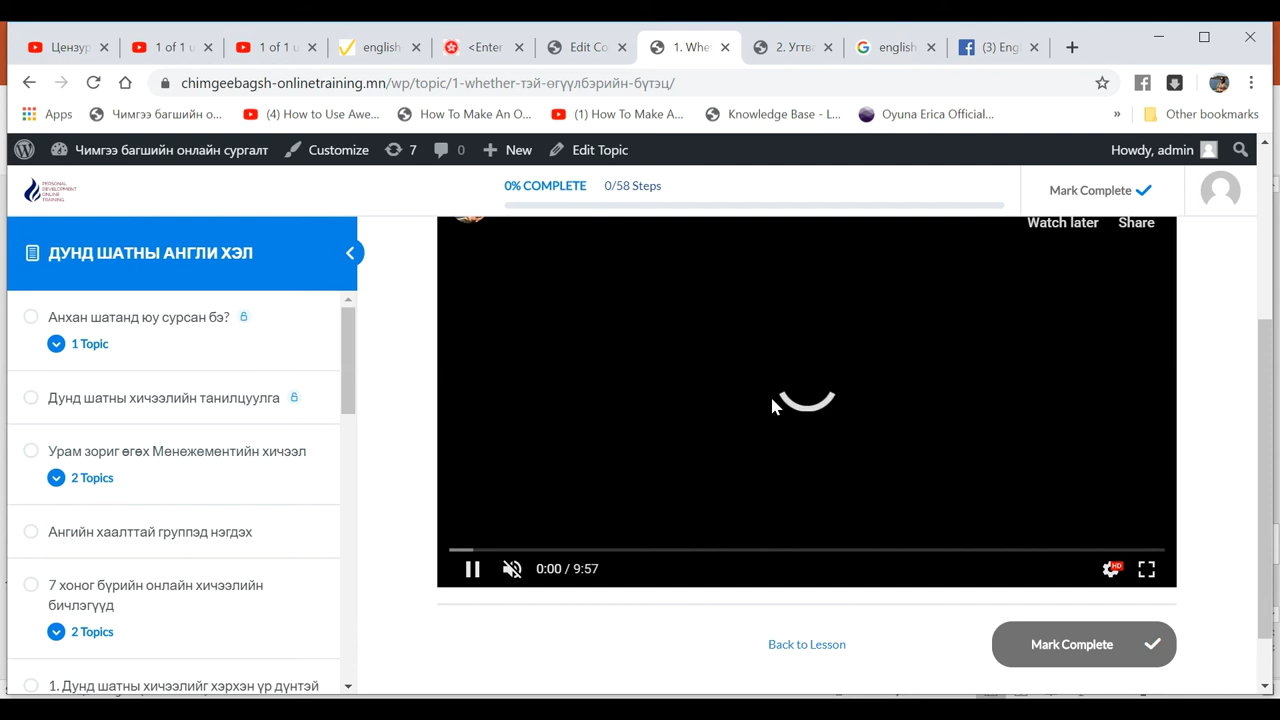 Цензур
1 of 1 u
1 of 1 u
english
<Enter
Edit Co
1. Whe
2. Угтва
english
(3) Eng
chimgeebagsh-onlinetraining.mn/wp/topic/1-whether-тэй-өгүүлбэрийн-бүтэц/
Apps
Чимгээ багшийн о...
(4) How to Use Awe...
How To Make An O...
(1) How To Make A...
Knowledge Base - L...
Oyuna Erica Official...
»
Other bookmarks
Чимгээ багшийн онлайн сургалт
Customize
7
0
New
Edit Topic
Howdy, admin
PERSONAL
DEVELOPMENT
ONLINE
TRAINING
0% COMPLETE
0/58 Steps
Mark Complete
ДУНД ШАТНЫ АНГЛИ ХЭЛ
Watch later
Share
Анхан шатанд юу сурсан бэ?
1 Topic
Дунд шатны хичээлийн танилцуулга
Урам зориг өгөх Менежементийн хичээл
2 Topics
Ангийн хаалттай группэд нэгдэх
7 хоног бүрийн онлайн хичээлийн
бичлэгүүд
2 Topics
1. Дунд шатны хичээлийг хэрхэн үр дүнтэй
0:00 / 9:57
HD
Back to Lesson
Mark Complete